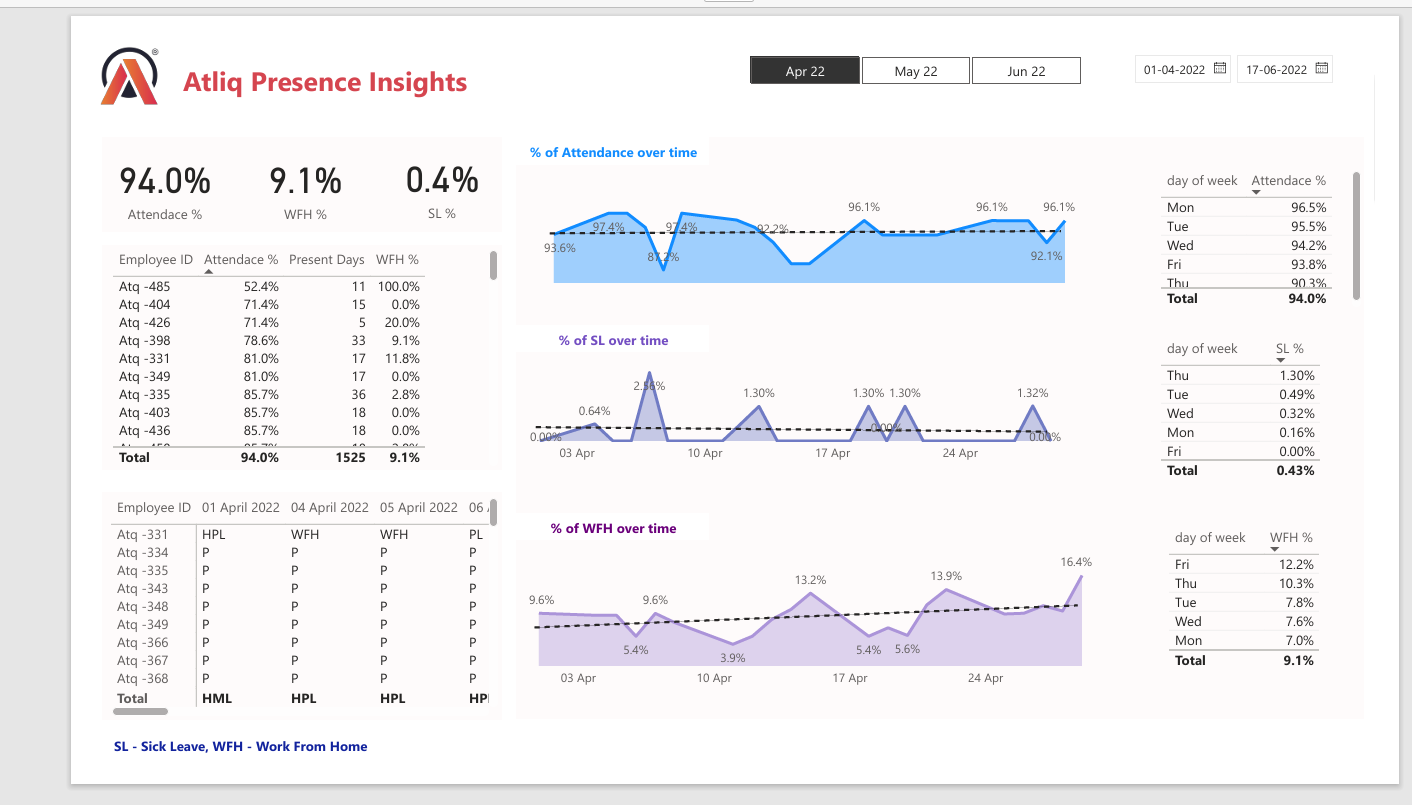 ®
Atliq Presence Insights
Apr 22 May 22 Jun 22
01-04-2022 17-06-2022
94.0% 9.1% 0.4%
Attendace % WFH % SL %
Employee ID Attendace % Present Days WFH %
Atq -485 52.4% 11 100.0%
Atq -404 71.4% 15 0.0%
Atq -426 71.4% 5 20.0%
Atq -398 78.6% 33 9.1%
Atq -331 81.0% 17 11.8%
Atq -349 81.0% 17 0.0%
Atq -335 85.7% 36 2.8%
Atq -403 85.7% 18 0.0%
Atq -436 85.7% 18 0.0%
Total 94.0% 1525 9.1%
Employee ID 01 April 2022 04 April 2022 05 April 2022 06
Atq -331 HPL WFH WFH PL
Atq -334 P P P P
Atq -335 P P P P
Atq -343 P P P P
Atq -348 P P P P
Atq -349 P P P P
Atq -366 P P P P
Atq -367 P P P P
Atq -368 P P P P
Total HML HPL HPL
SL - Sick Leave, WFH - Work From Home
% of Attendance over time
93.6% 97.4% 87.2% 97.4% 92.2% 96.1% 96.1% 92.1% 96.1%
day of week Attendace %
Mon 96.5%
Tue 95.5%
Wed 94.2%
Fri 93.8%
Thu 90.3%
Total 94.0%
% of SL over time
0.00% 0.64% 2.56% 1.30% 1.30% 0.00% 1.30% 1.32% 0.00%
03 Apr 10 Apr 17 Apr 24 Apr
day of week SL %
Thu 1.30%
Tue 0.49%
Wed 0.32%
Mon 0.16%
Fri 0.00%
Total 0.43%
% of WFH over time
9.6% 5.4% 9.6% 3.9% 13.2% 5.4% 5.6% 13.9% 16.4%
03 Apr 10 Apr 17 Apr 24 Apr
day of week WFH %
Fri 12.2%
Thu 10.3%
Tue 7.8%
Wed 7.6%
Mon 7.0%
Total 9.1%